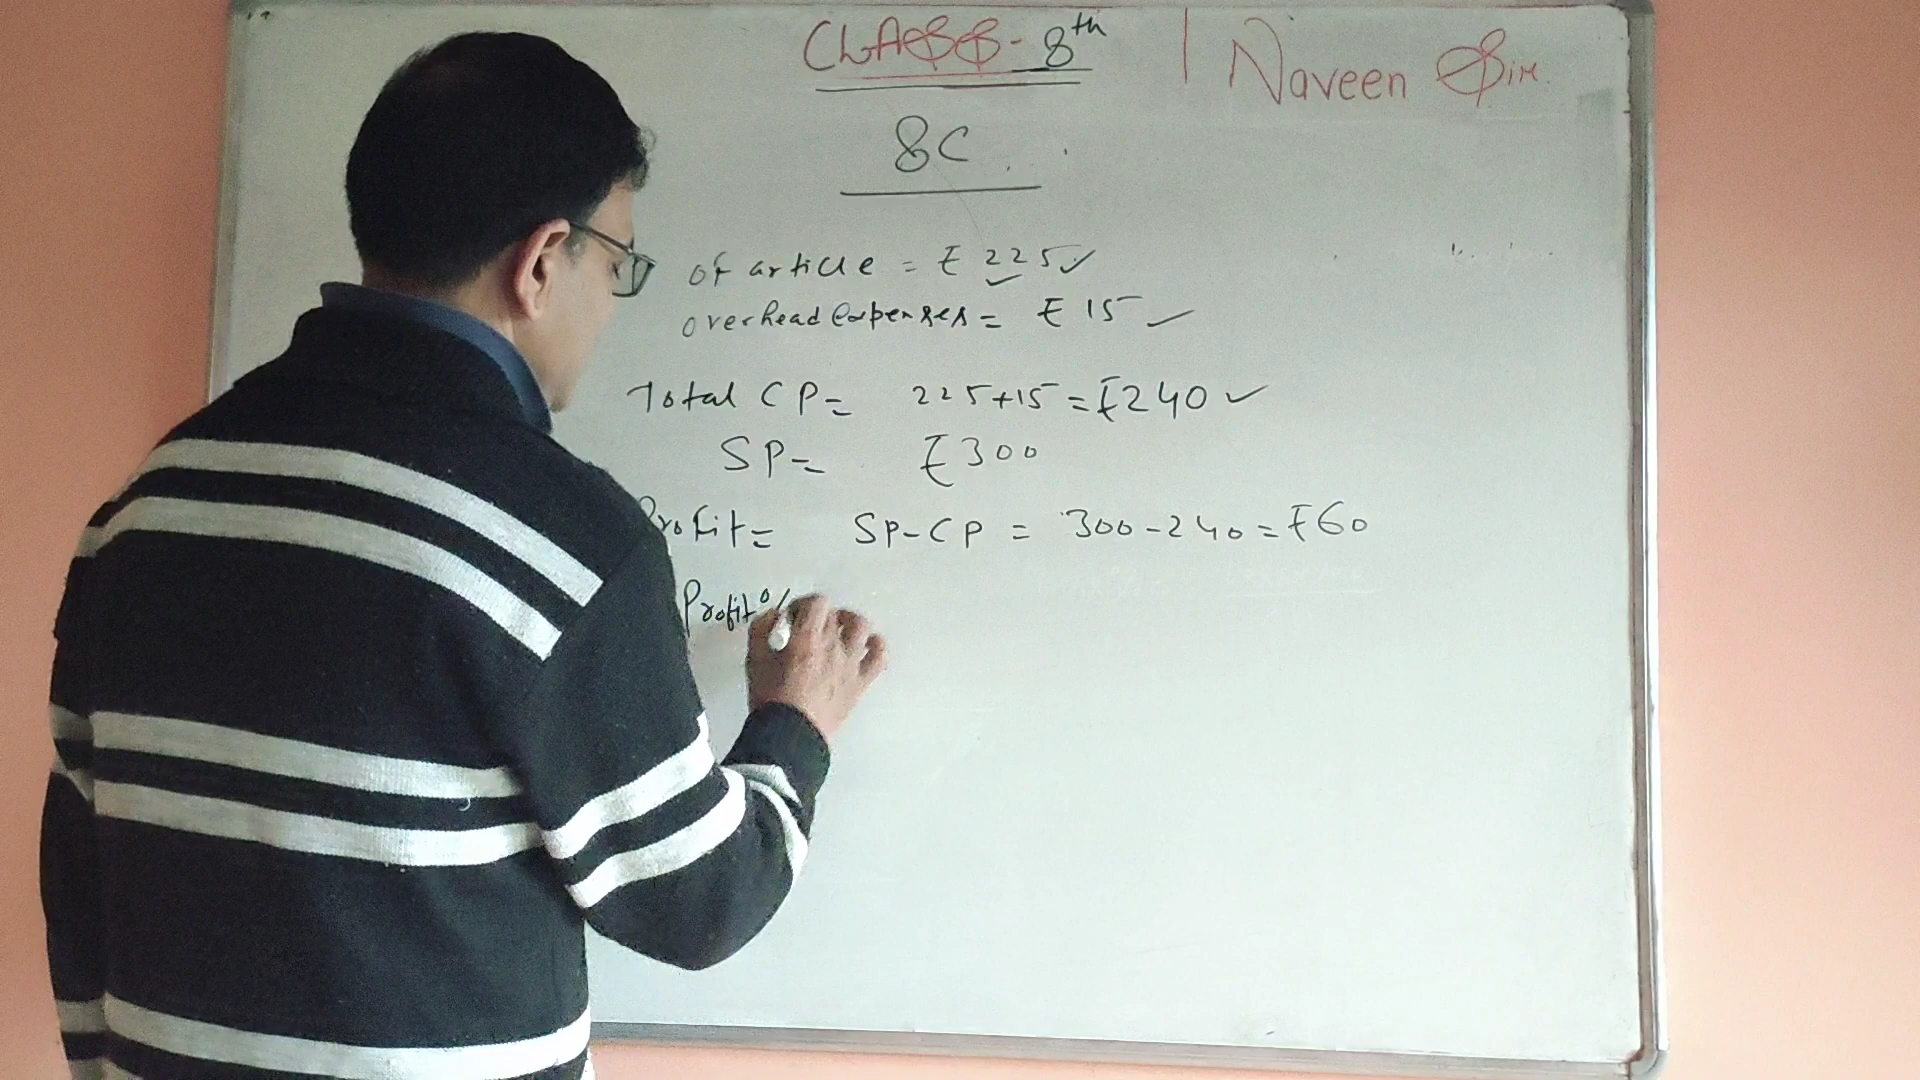 CLASS - 8th | Naveen Sir.
8C
of article = ₹ 225 ✓
overhead expenses = ₹ 15 ✓
Total CP = 225+15 = ₹240 ✓
SP = ₹300
Profit = SP-CP = 300-240 = ₹60
Profit%